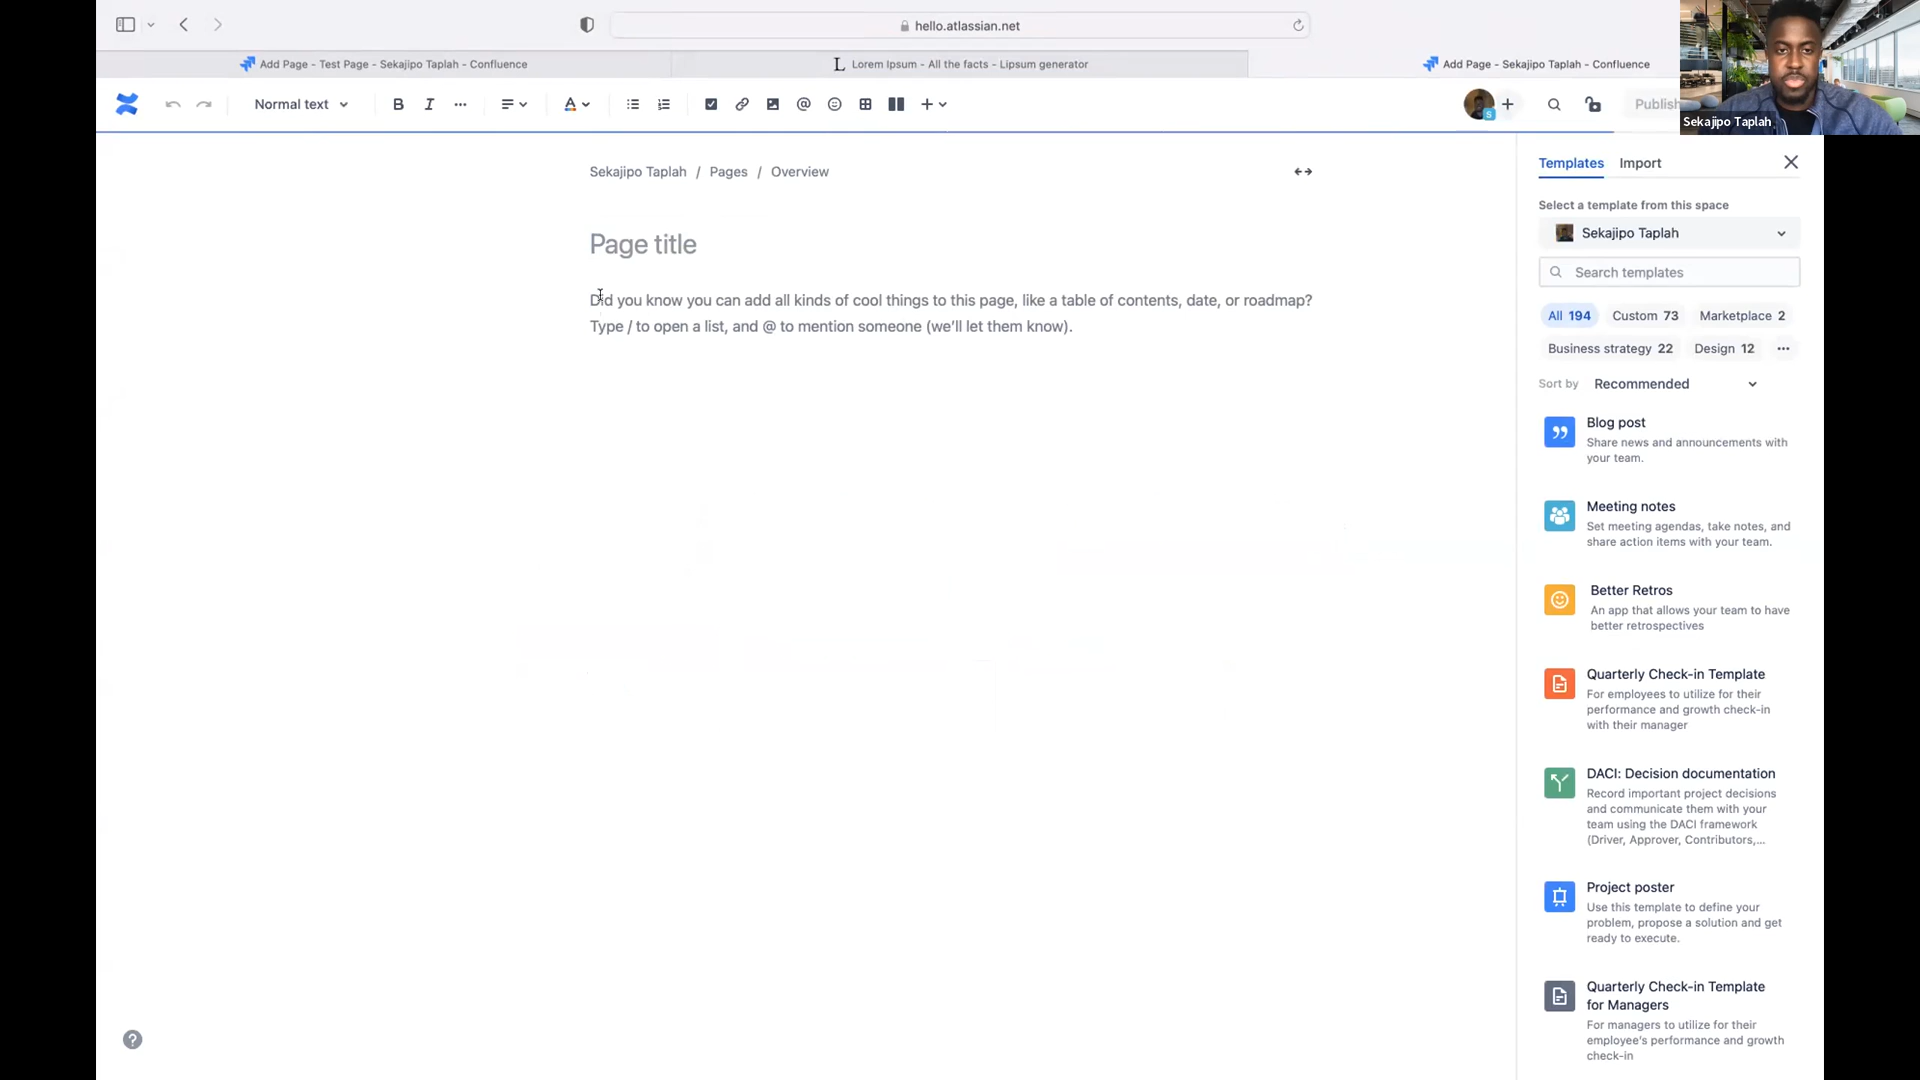 hello.atlassian.net
Add Page - Test Page - Sekajipo Taplah - Confluence
Lorem Ipsum - All the facts - Lipsum generator
Add Page - Sekajipo Taplah - Confluence
Normal text
Publish
Sekajipo Taplah
Sekajipo Taplah / Pages / Overview
Page title
Did you know you can add all kinds of cool things to this page, like a table of contents, date, or roadmap?
Type / to open a list, and @ to mention someone (we'll let them know).
Templates Import
Select a template from this space
Sekajipo Taplah
Search templates
All 194 Custom 73 Marketplace 2
Business strategy 22 Design 12
Sort by Recommended
Blog post
Share news and announcements with
your team.
Meeting notes
Set meeting agendas, take notes, and
share action items with your team.
Better Retros
An app that allows your team to have
better retrospectives
Quarterly Check-in Template
For employees to utilize for their
performance and growth check-in
with their manager
DACI: Decision documentation
Record important project decisions
and communicate them with your
team using the DACI framework
(Driver, Approver, Contributors,...
Project poster
Use this template to define your
problem, propose a solution and get
ready to execute.
Quarterly Check-in Template
for Managers
For managers to utilize for their
employee's performance and growth
check-in